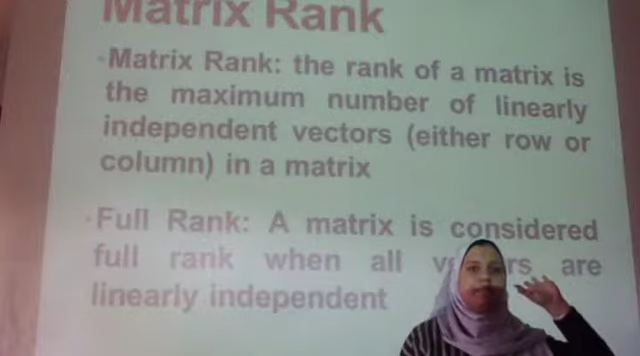 Matrix Rank
•Matrix Rank: the rank of a matrix is
the maximum number of linearly
independent vectors (either row or
column) in a matrix
•Full Rank: A matrix is considered
full rank when all are
linearly independent